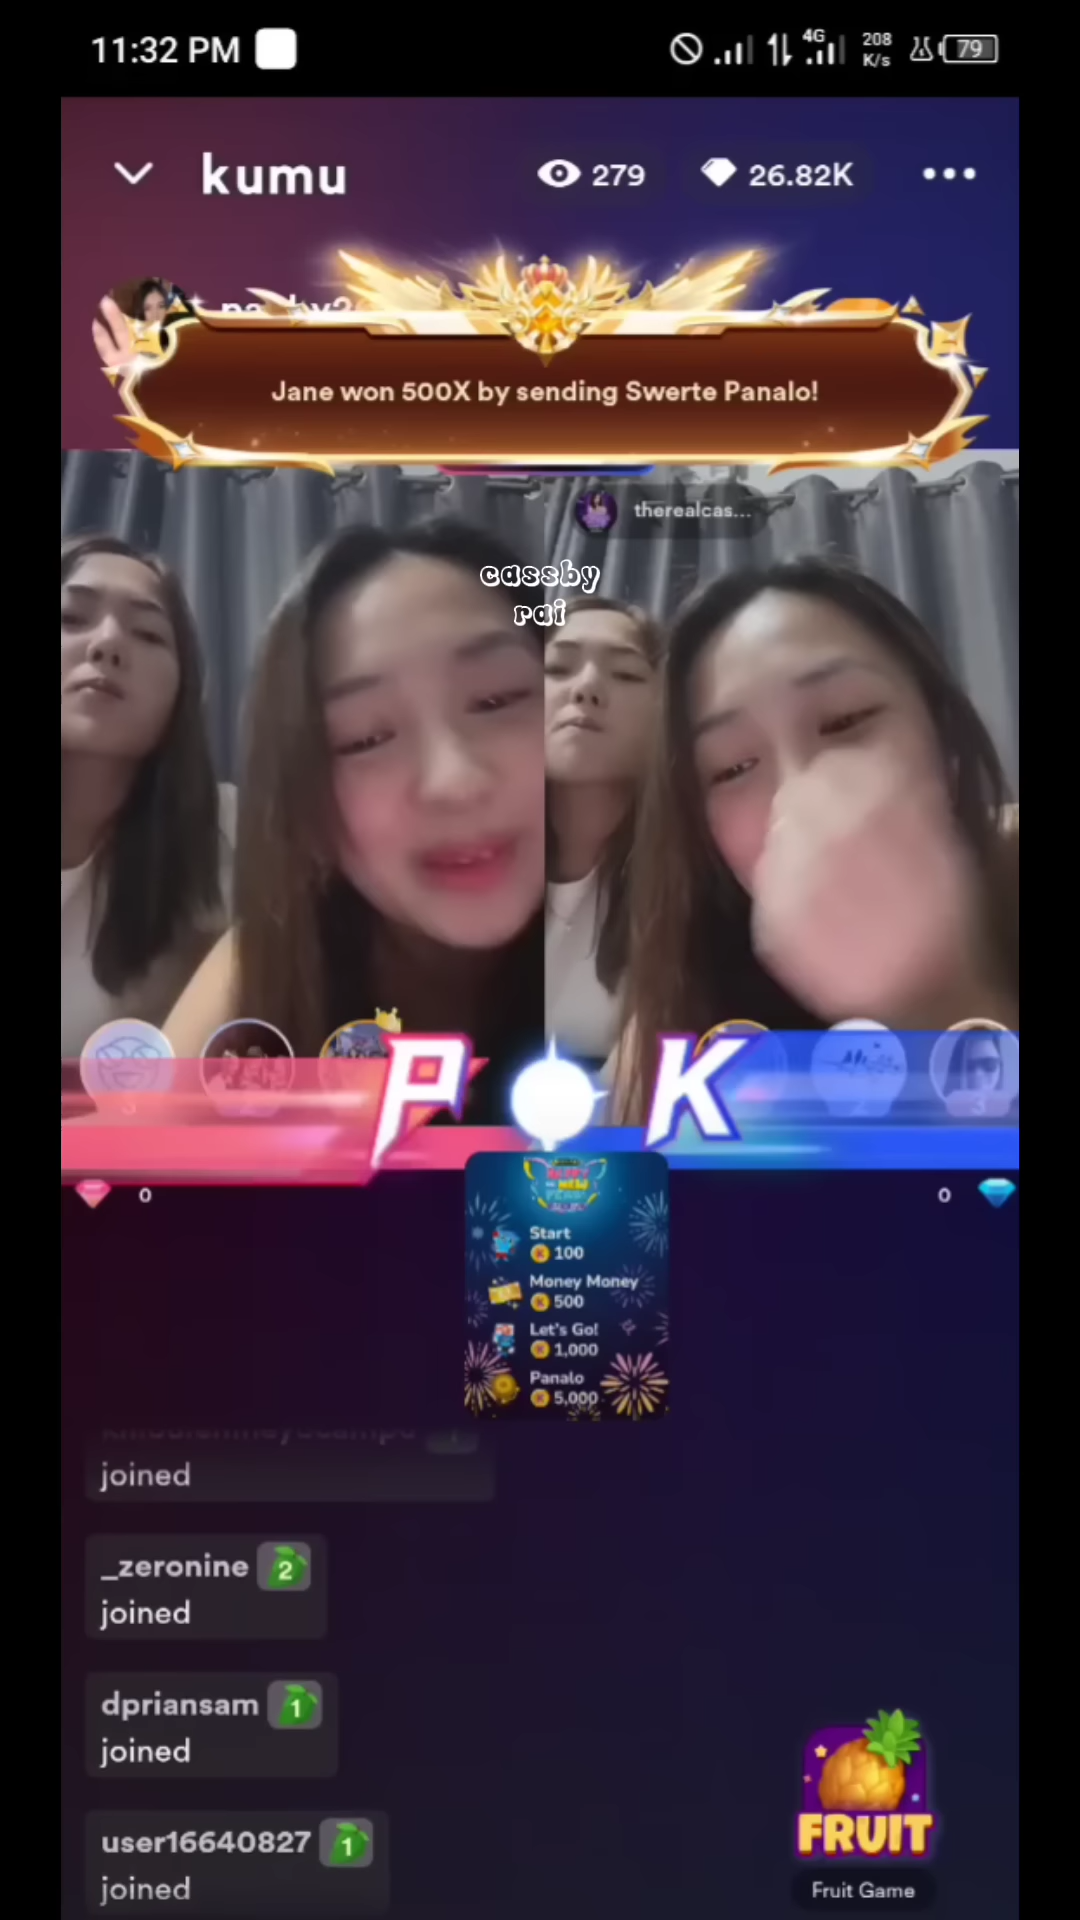 11:32 PM
4G
208
K/s
79
kumu
279
26.82K
Jane won 500X by sending Swerte Panalo!
therealcas...
cassby
rai
P K
0
0
Start
100
Money Money
500
Let's Go!
1,000
Panalo
5,000
joined
_zeronine 2
joined
dpriansam 1
joined
user16640827 1
joined
FRUIT
Fruit Game